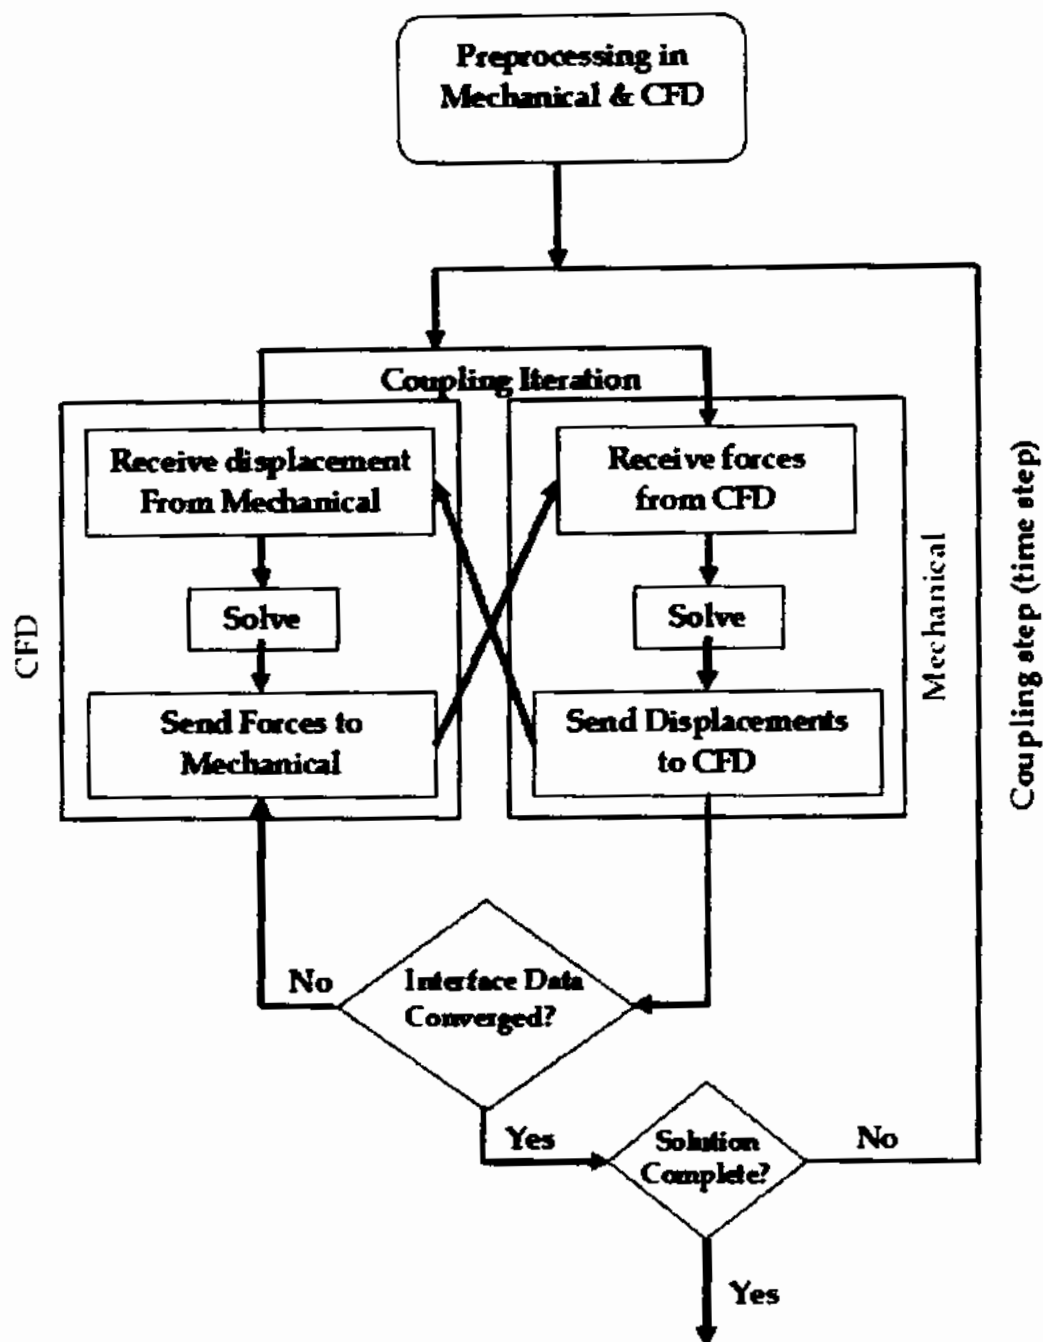 Preprocessing in
Mechanical & CFD
Coupling Iteration
Receive displacement
From Mechanical
Solve
Send Forces to
Mechanical
CFD
Receive forces
from CFD
Solve
Send Displacements
to CFD
Mechanical
Coupling step (time step)
No
Interface Data
Converged?
Yes
Solution
Complete?
No
Yes